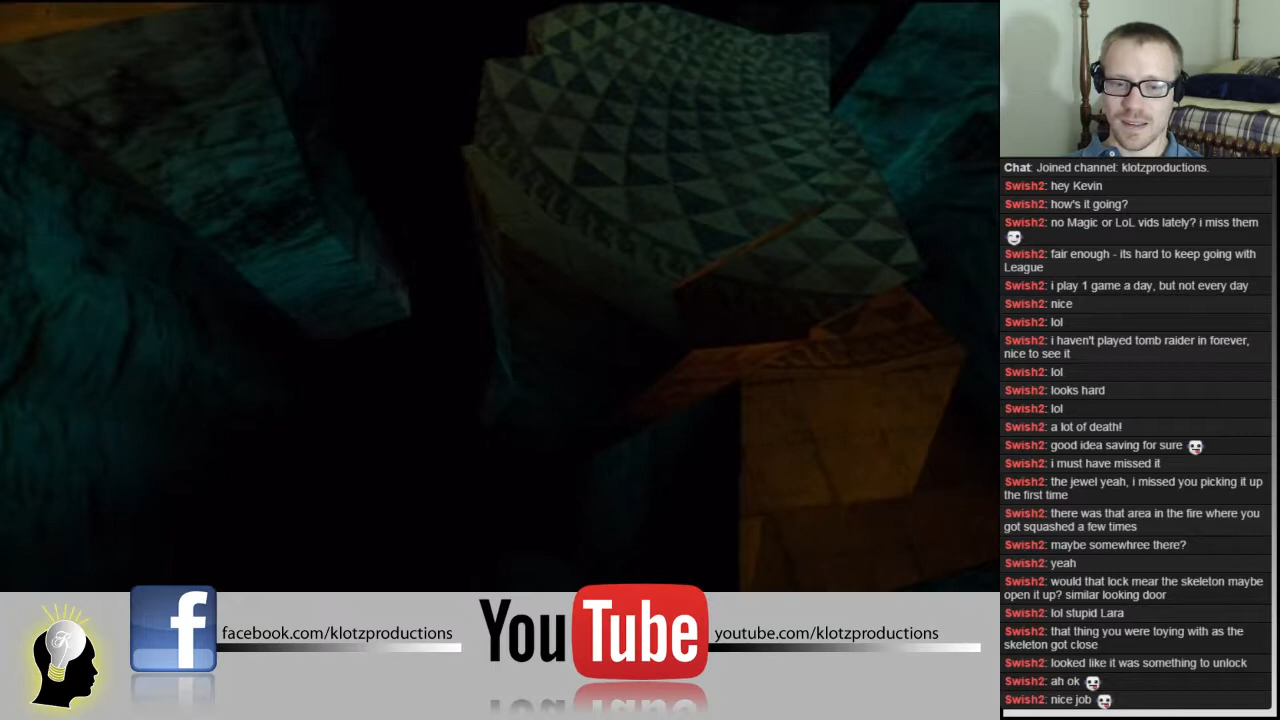 Chat: Joined channel: klotzproductions.
Swish2: hey Kevin
Swish2: how's it going?
Swish2: no Magic or LoL vids lately? i miss them
Swish2: fair enough - its hard to keep going with
League
Swish2: i play 1 game a day, but not every day
Swish2: nice
Swish2: lol
Swish2: i haven't played tomb raider in forever,
nice to see it
Swish2: lol
Swish2: looks hard
Swish2: lol
Swish2: a lot of death!
Swish2: good idea saving for sure
Swish2: i must have missed it
Swish2: the jewel yeah, i missed you picking it up
the first time
Swish2: there was that area in the fire where you
got squashed a few times
Swish2: maybe somewhree there?
Swish2: yeah
Swish2: would that lock mear the skeleton maybe
open it up? similar looking door
Swish2: lol stupid Lara
Swish2: that thing you were toying with as the
skeleton got close
Swish2: looked like it was something to unlock
Swish2: ah ok
Swish2: nice job
f
facebook.com/klotzproductions
YouTube
youtube.com/klotzproductions